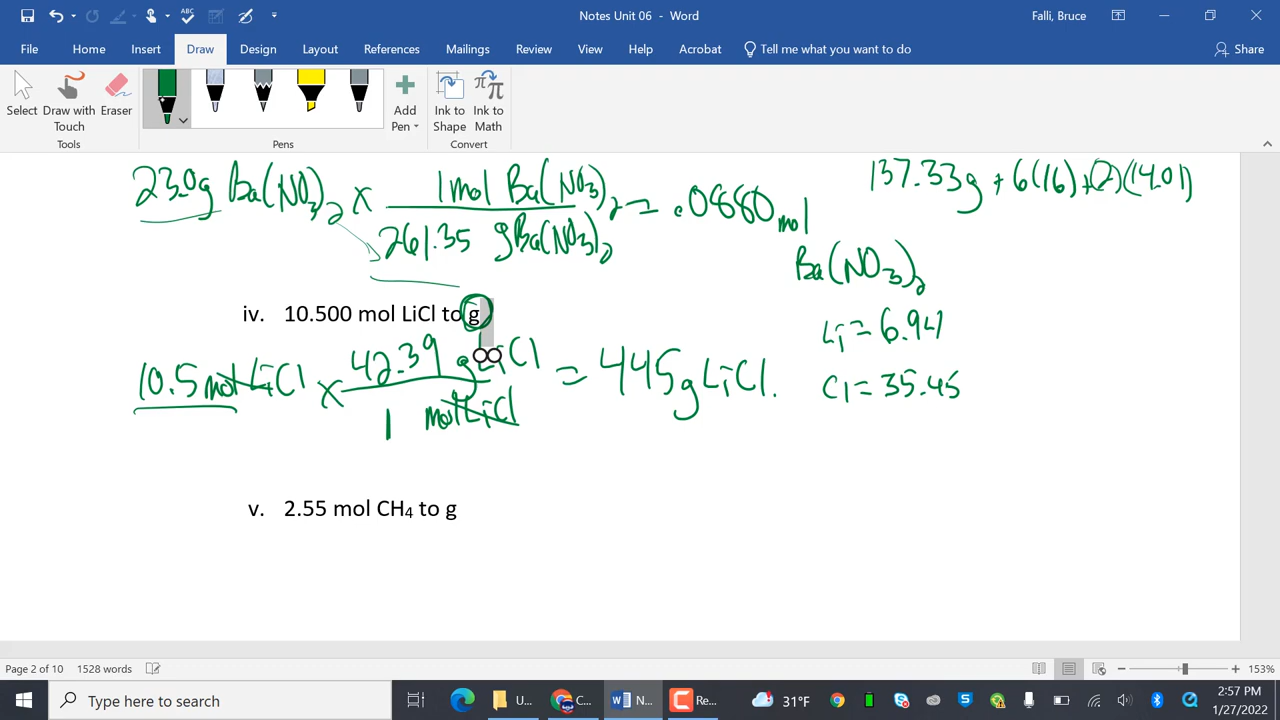 Notes Unit 06 - Word
Falli, Bruce
File Home Insert Draw Design Layout References Mailings Review View Help Acrobat Tell me what you want to do Share
Select Draw with Touch Eraser Add Pen Ink to Shape Ink to Math
Tools Pens Convert
23.0g Ba(NO3)2 x 1mol Ba(NO3)2 = .0880 mol
261.35 g Ba(NO3)2
137.33g + 6(16) + (2)(14.01)
Ba(NO3)2
iv. 10.500 mol LiCl to g
Li = 6.941
10.5 mol LiCl x 42.39 g LiCl = 445g LiCl.
1 mol LiCl
Cl = 35.45
v. 2.55 mol CH₄ to g
Page 2 of 10 1528 words 153%
Type here to search U... C... N... Re... 31°F 2:57 PM
1/27/2022